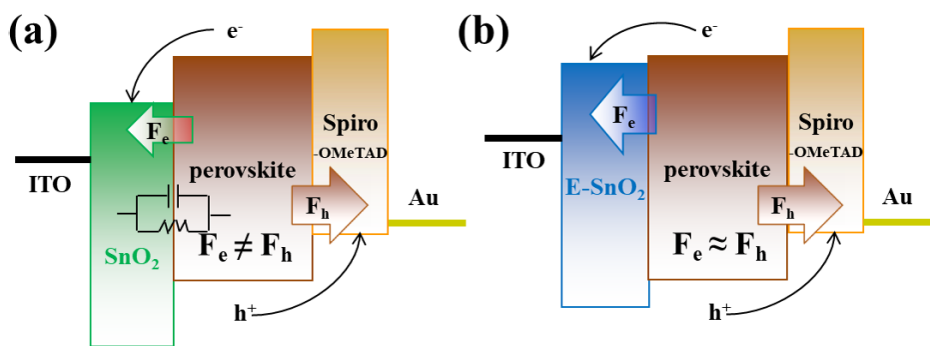 (a)
e⁻
Fₑ
Spiro
-OMeTAD
ITO
perovskite
Fₕ
Au
SnO₂
Fₑ ≠ Fₕ
h⁺
(b)
e⁻
Fₑ
Spiro
-OMeTAD
ITO
perovskite
E-SnO₂
Fₕ
Au
Fₑ ≈ Fₕ
h⁺